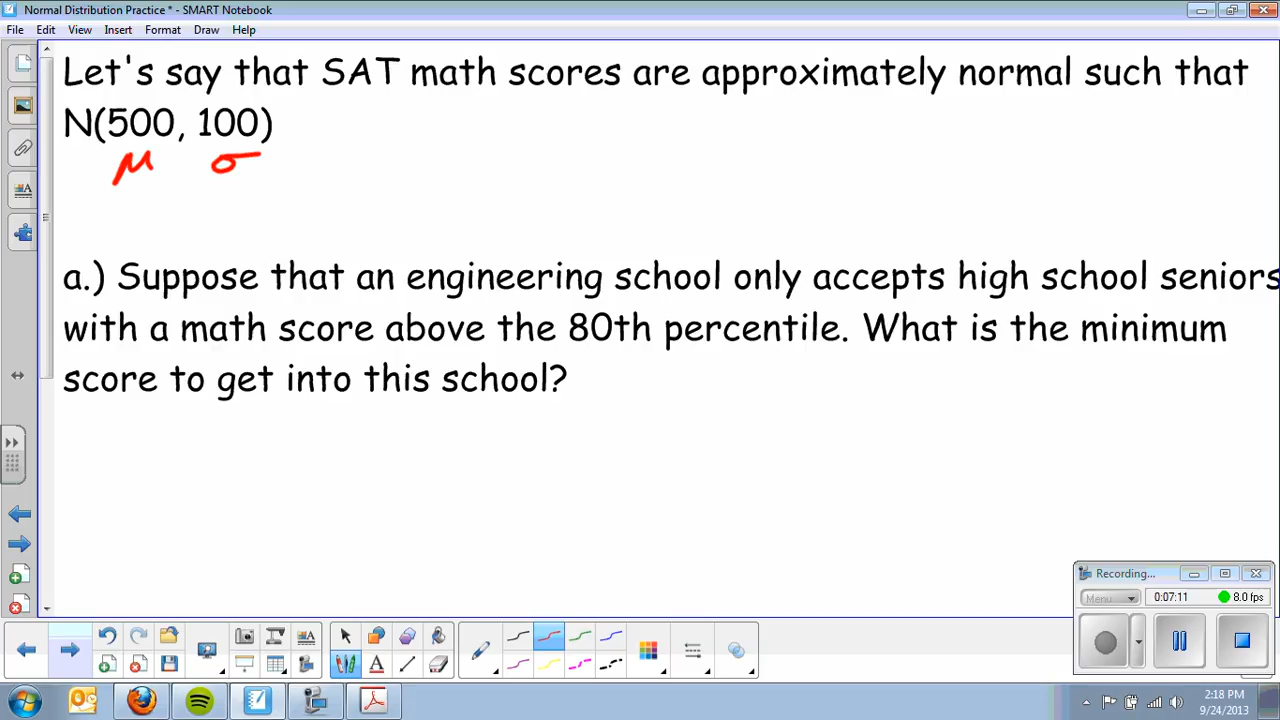 Normal Distribution Practice * - SMART Notebook
File Edit View Insert Format Draw Help
Let's say that SAT math scores are approximately normal such that
N(500, 100)
μ σ
a.) Suppose that an engineering school only accepts high school seniors
with a math score above the 80th percentile. What is the minimum
score to get into this school?
Recording...
Menu 0:07:11 8.0 fps
2:18 PM
9/24/2013